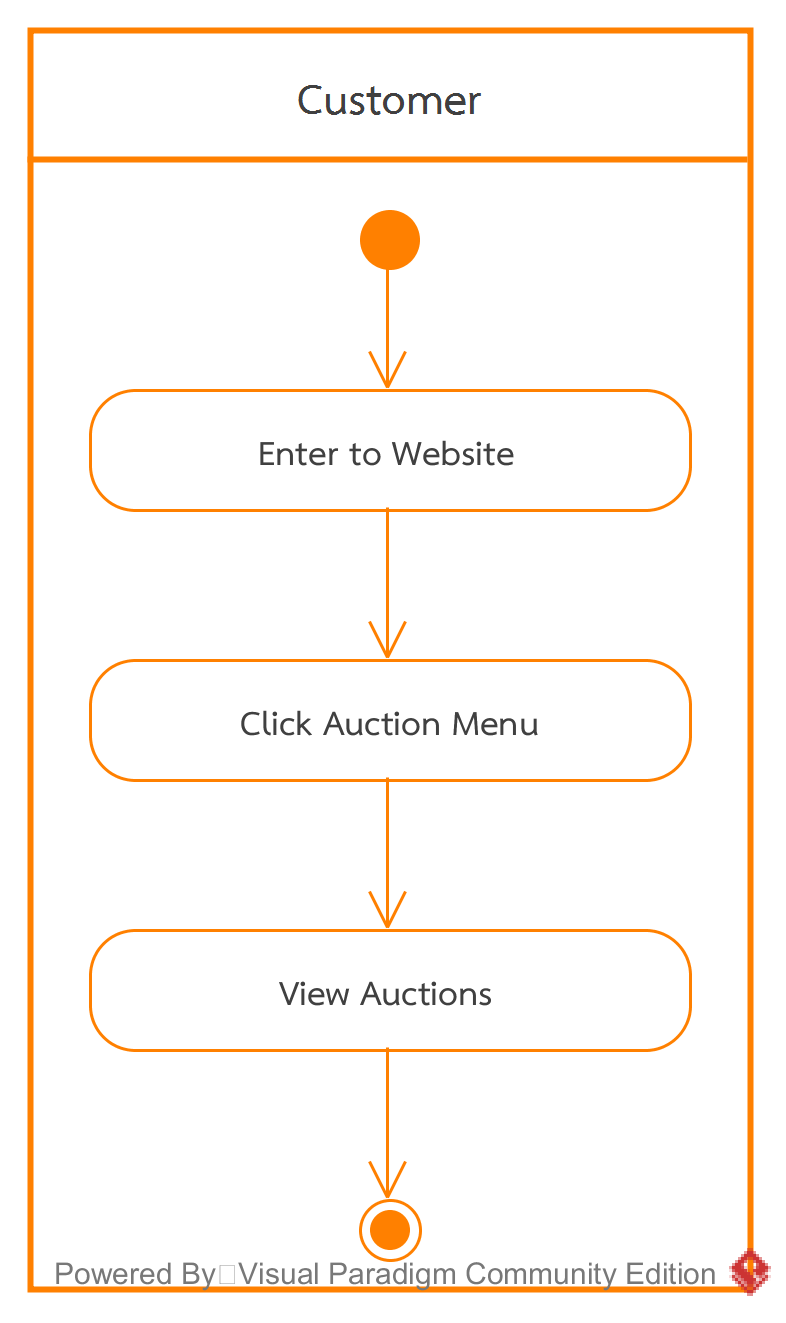 Customer
Enter to Website
Click Auction Menu
View Auctions
Powered By Visual Paradigm Community Edition